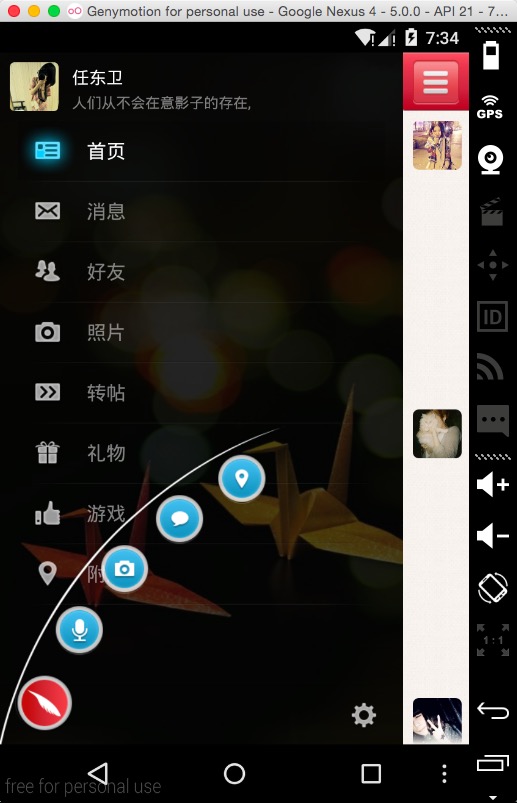 Genymotion for personal use - Google Nexus 4 - 5.0.0 - API 21 - 7...
7:34
任东卫
人们从不会在意影子的存在,
GPS
首页
消息
好友
ID
照片
转帖
礼物
游戏
附
1:1
free for personal use